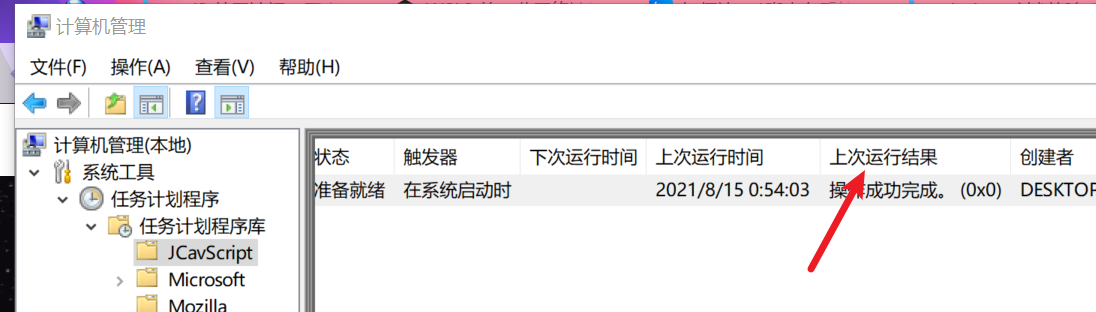 计算机管理
文件(F) 操作(A) 查看(V) 帮助(H)
计算机管理(本地)
系统工具
任务计划程序
任务计划程序库
JCavScript
Microsoft
Mozilla
状态 触发器 下次运行时间 上次运行时间 上次运行结果 创建者
准备就绪 在系统启动时 2021/8/15 0:54:03 操作成功完成。 (0x0) DESKTOP